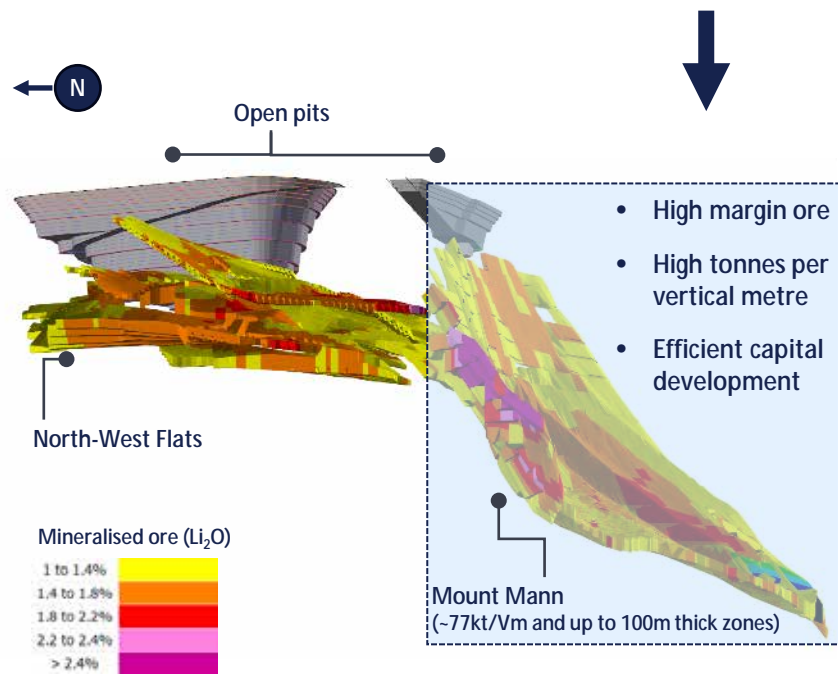 N
Open pits
• High margin ore
• High tonnes per
vertical metre
• Efficient capital
development
North-West Flats
Mineralised ore (Li₂O)
1 to 1.4%
1.4 to 1.8%
1.8 to 2.2%
2.2 to 2.4%
> 2.4%
Mount Mann
(~77kt/Vm and up to 100m thick zones)